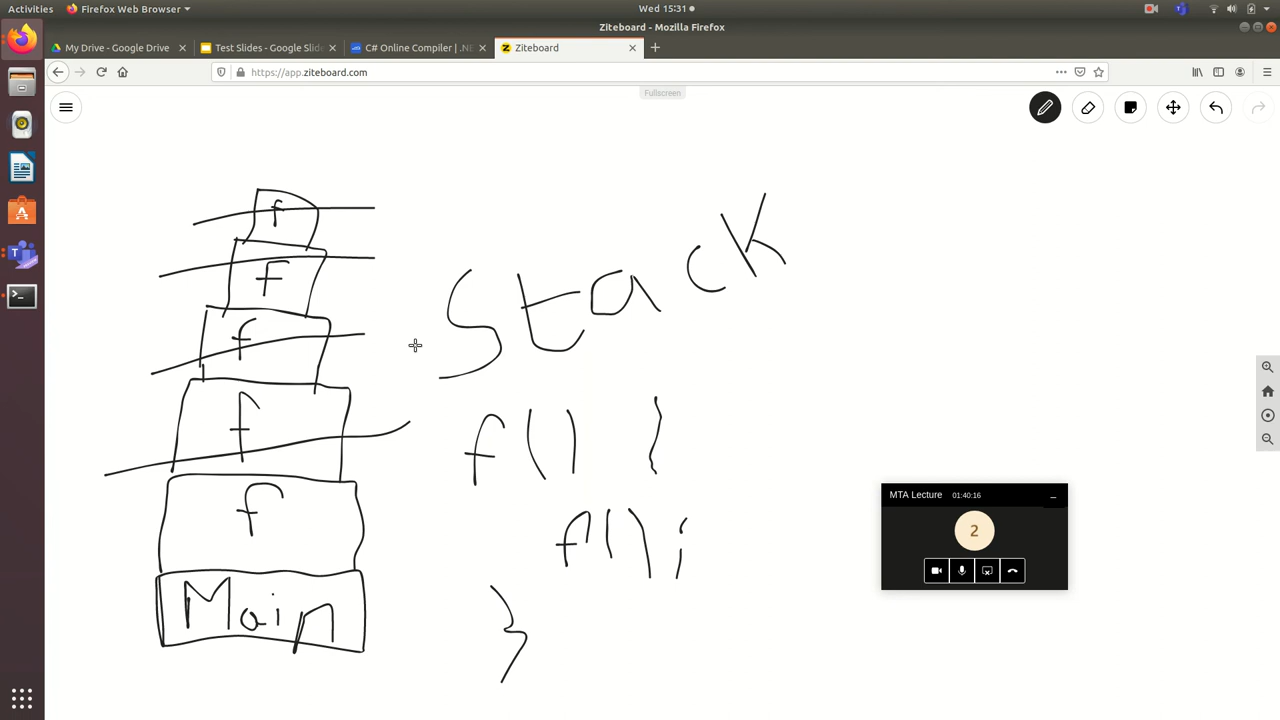 Activities
Firefox Web Browser
Wed 15:31
Ziteboard - Mozilla Firefox
My Drive - Google Drive
Test Slides - Google Slid
C# Online Compiler | .NE
Ziteboard
https://app.ziteboard.com
Fullscreen
f
f
f
f
f
Main
Stack
f() {
f();
}
MTA Lecture 01:40:16
2